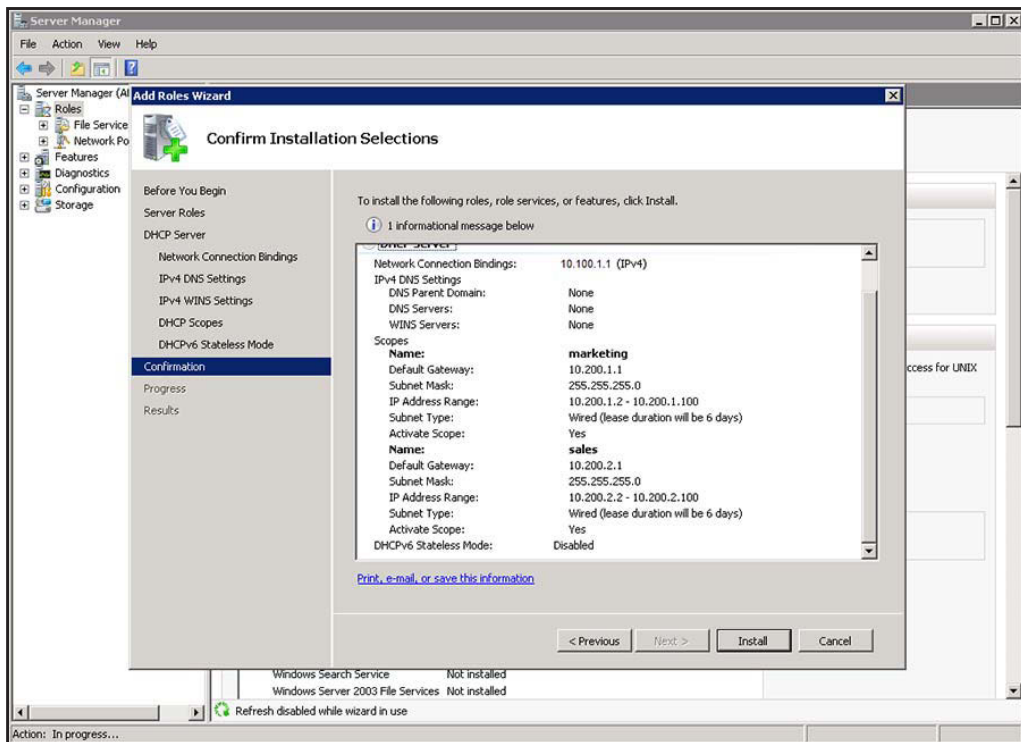 Server Manager
File Action View Help
Server Manager (Al
Roles
File Service
Network Po
Features
Diagnostics
Configuration
Storage
Add Roles Wizard
Confirm Installation Selections
Before You Begin
Server Roles
DHCP Server
Network Connection Bindings
IPv4 DNS Settings
IPv4 WINS Settings
DHCP Scopes
DHCPv6 Stateless Mode
Confirmation
Progress
Results
To install the following roles, role services, or features, click Install.
1 informational message below
DHCP Server
Network Connection Bindings: 10.100.1.1 (IPv4)
IPv4 DNS Settings
DNS Parent Domain: None
DNS Servers: None
WINS Servers: None
Scopes
Name: marketing
Default Gateway: 10.200.1.1
Subnet Mask: 255.255.255.0
IP Address Range: 10.200.1.2 - 10.200.1.100
Subnet Type: Wired (lease duration will be 6 days)
Activate Scope: Yes
Name: sales
Default Gateway: 10.200.2.1
Subnet Mask: 255.255.255.0
IP Address Range: 10.200.2.2 - 10.200.2.100
Subnet Type: Wired (lease duration will be 6 days)
Activate Scope: Yes
DHCPv6 Stateless Mode: Disabled
Print, e-mail, or save this information
< Previous Next > Install Cancel
ccess for UNIX
Windows Search Service Not installed
Windows Server 2003 File Services Not installed
Refresh disabled while wizard in use
Action: In progress...